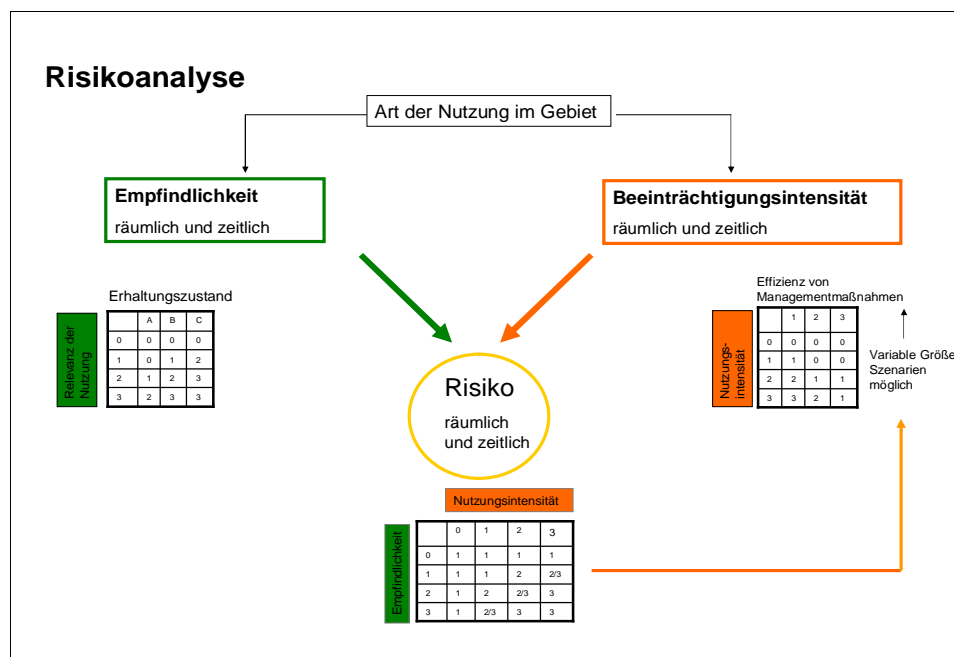 Risikoanalyse
Art der Nutzung im Gebiet
Empfindlichkeit
räumlich und zeitlich
Beeinträchtigungsintensität
räumlich und zeitlich
Erhaltungszustand
Relevanz der
Nutzung
A B C
0 0 0 0
1 0 1 2
2 1 2 3
3 2 3 3
Effizienz von
Managementmaßnahmen
Nutzungs-
intensität
1 2 3
0 0 0 0
1 1 0 0
2 2 1 1
3 3 2 1
Variable Größe
Szenarien
möglich
Risiko
räumlich
und zeitlich
Nutzungsintensität
Empfindlichkeit
0 1 2 3
0 1 1 1 1
1 1 1 2 2/3
2 1 2 2/3 3
3 1 2/3 3 3